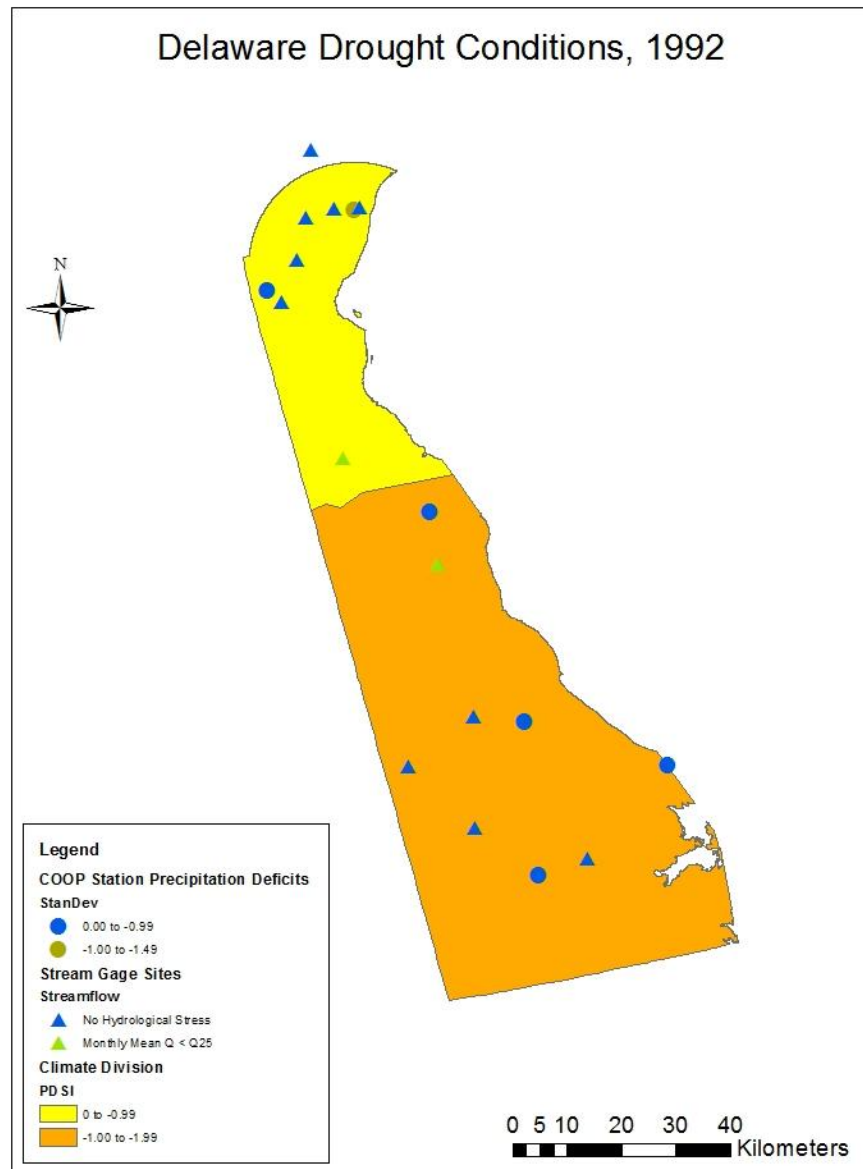 Delaware Drought Conditions, 1992
N
Legend
COOP Station Precipitation Deficits
StanDev
0.00 to -0.99
-1.00 to -1.49
Stream Gage Sites
Streamflow
No Hydrological Stress
Monthly Mean Q < Q25
Climate Division
PDSI
0 to -0.99
-1.00 to -1.99
0 5 10 20 30 40
Kilometers